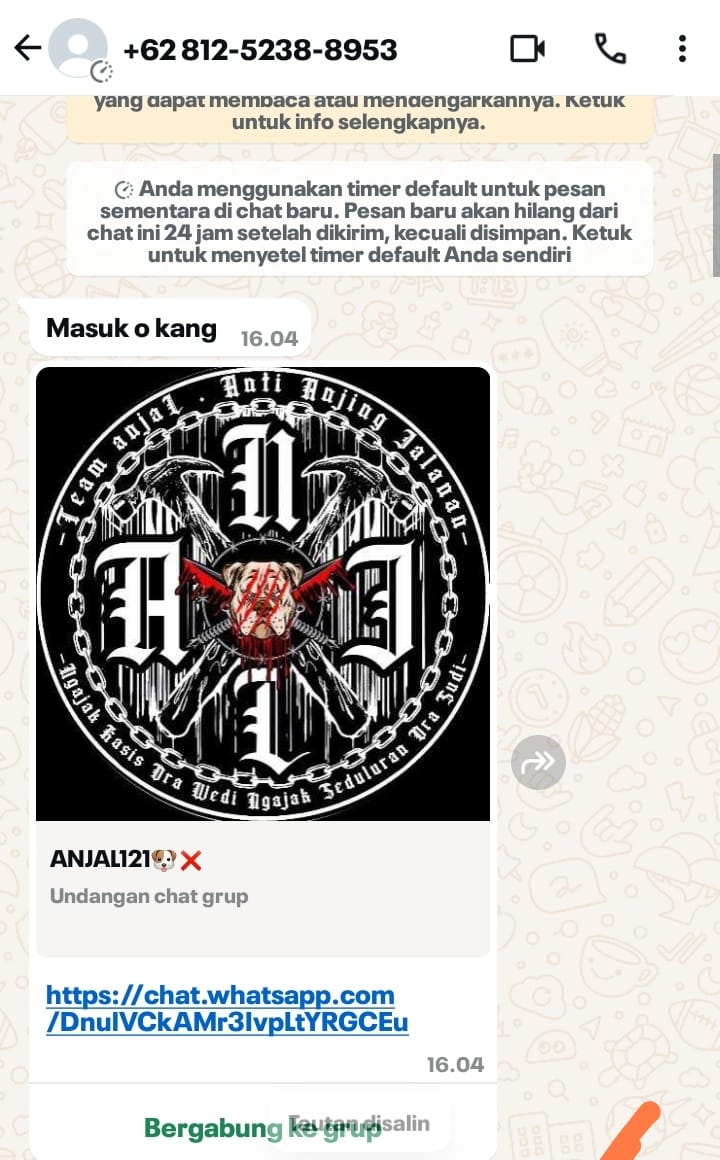 +62 812-5238-8953
yang dapat membaca atau mendengarkannya. Ketuk
untuk info selengkapnya.
Anda menggunakan timer default untuk pesan
sementara di chat baru. Pesan baru akan hilang dari
chat ini 24 jam setelah dikirim, kecuali disimpan. Ketuk
untuk menyetel timer default Anda sendiri
Masuk o kang
16.04
-Team anjaL . Anti Anjing Jalanan-
N
A J
L
-Ngajak Gasis Ora Wedi Ngajak Seduluran Ora Sudi-
ANJAL121🐶❌
Undangan chat grup
https://chat.whatsapp.com
/DnulVCkAMr3IvpLtYRGCEu
16.04
Bergabung ke grup
Tautan disalin